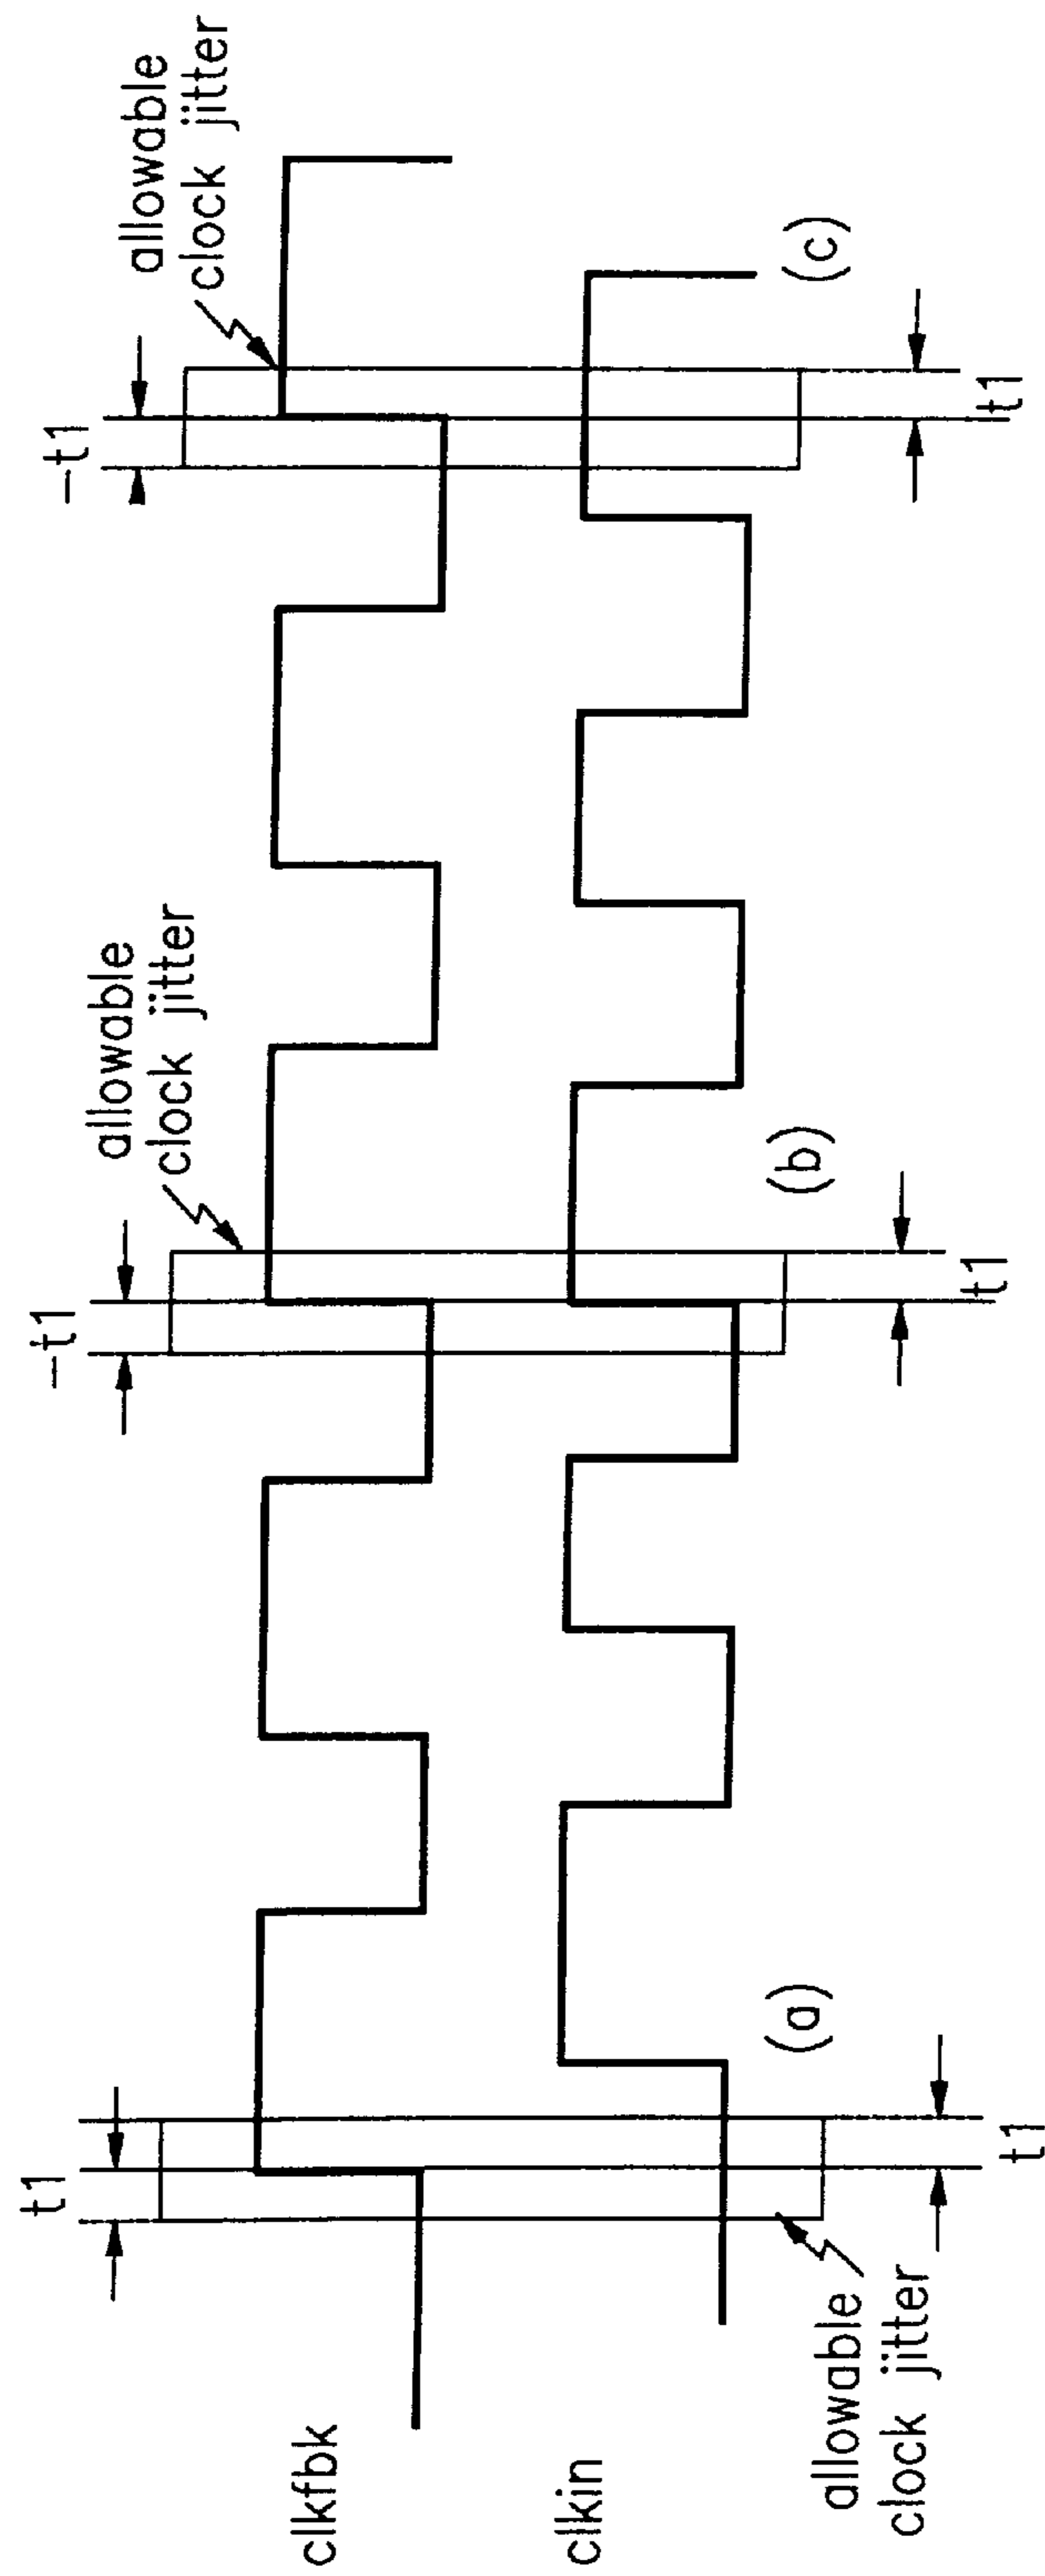 t1
-t1
allowable
clock jitter
-t1
allowable
clock jitter
clkfbk
clkin
(a)
(b)
(c)
allowable
clock jitter
t1
t1
t1